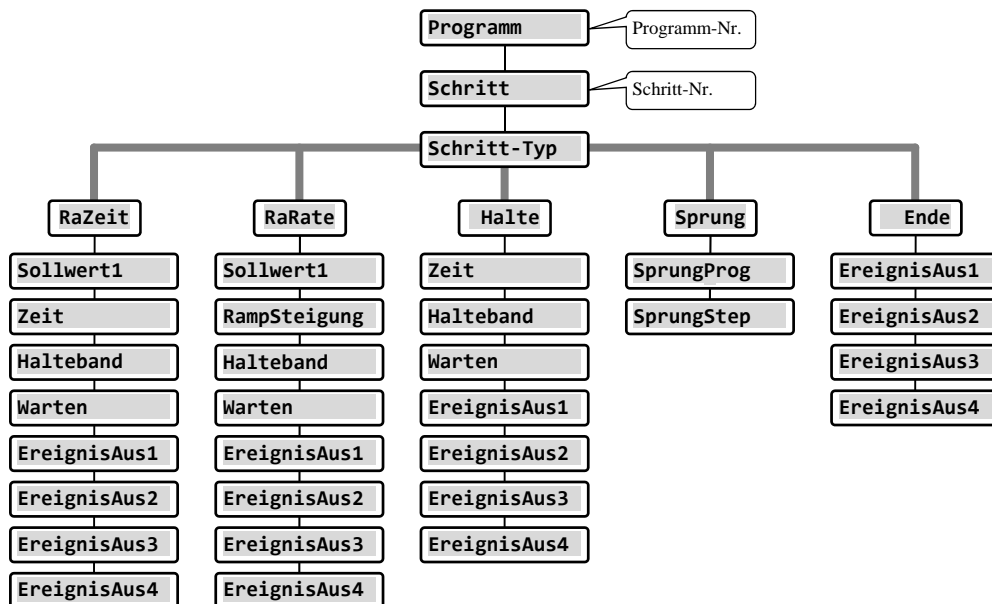 Programm
Programm-Nr.
Schritt
Schritt-Nr.
Schritt-Typ
RaZeit
Sollwert1
Zeit
Halteband
Warten
EreignisAus1
EreignisAus2
EreignisAus3
EreignisAus4
RaRate
Sollwert1
RampSteigung
Halteband
Warten
EreignisAus1
EreignisAus2
EreignisAus3
EreignisAus4
Halte
Zeit
Halteband
Warten
EreignisAus1
EreignisAus2
EreignisAus3
EreignisAus4
Sprung
SprungProg
SprungStep
Ende
EreignisAus1
EreignisAus2
EreignisAus3
EreignisAus4